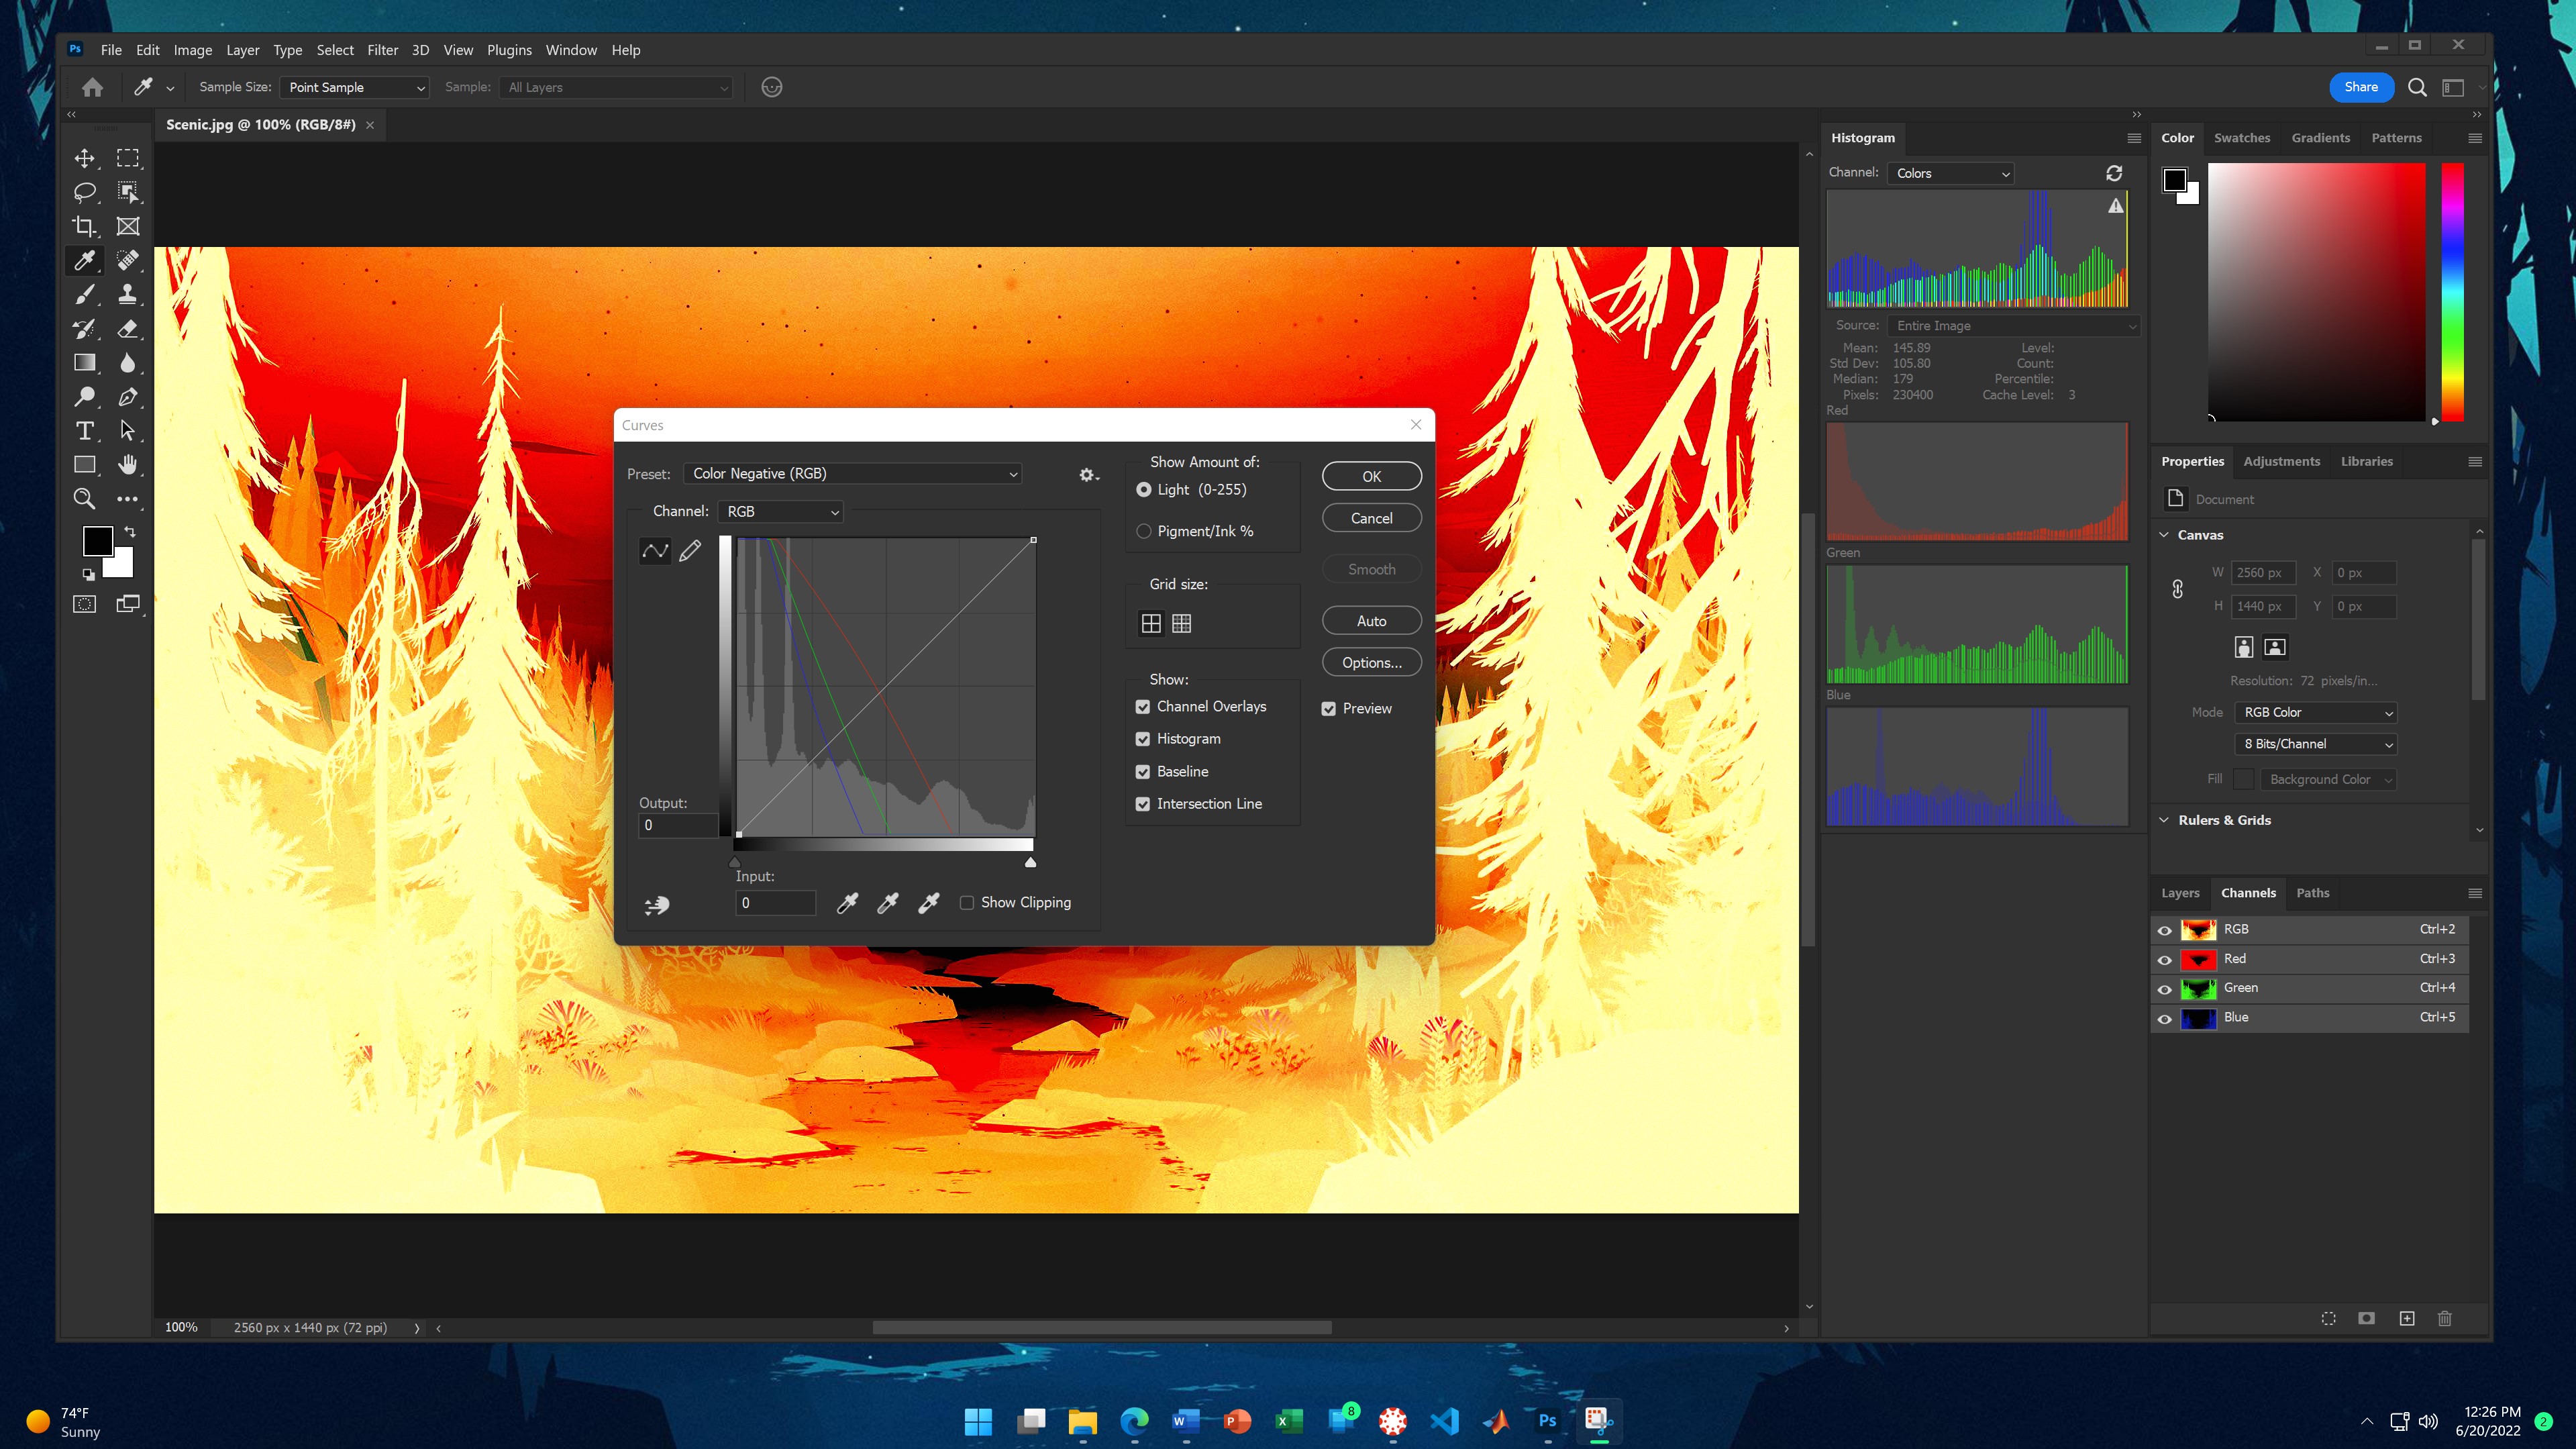 Ps File Edit Image Layer Type Select Filter 3D View Plugins Window Help
Sample Size: Point Sample Sample: All Layers Share
Scenic.jpg @ 100% (RGB/8#)
Histogram
Channel: Colors
Source: Entire Image
Mean: 145.89 Level:
Std Dev: 105.80 Count:
Median: 179 Percentile:
Pixels: 230400 Cache Level: 3
Red
Green
Blue
Color Swatches Gradients Patterns
Properties Adjustments Libraries
Document
Canvas
W 2560 px X 0 px
H 1440 px Y 0 px
Resolution: 72 pixels/in...
Mode RGB Color
8 Bits/Channel
Fill Background Color
Rulers & Grids
Layers Channels Paths
RGB Ctrl+2
Red Ctrl+3
Green Ctrl+4
Blue Ctrl+5
Curves
Preset: Color Negative (RGB)
Channel: RGB
Output:
0
Input:
0
Show Clipping
Show Amount of:
Light (0-255)
Pigment/Ink %
Grid size:
Show:
Channel Overlays
Histogram
Baseline
Intersection Line
OK
Cancel
Smooth
Auto
Options...
Preview
100% 2560 px x 1440 px (72 ppi)
74°F
Sunny
W P X 8 Ps
12:26 PM
6/20/2022
2